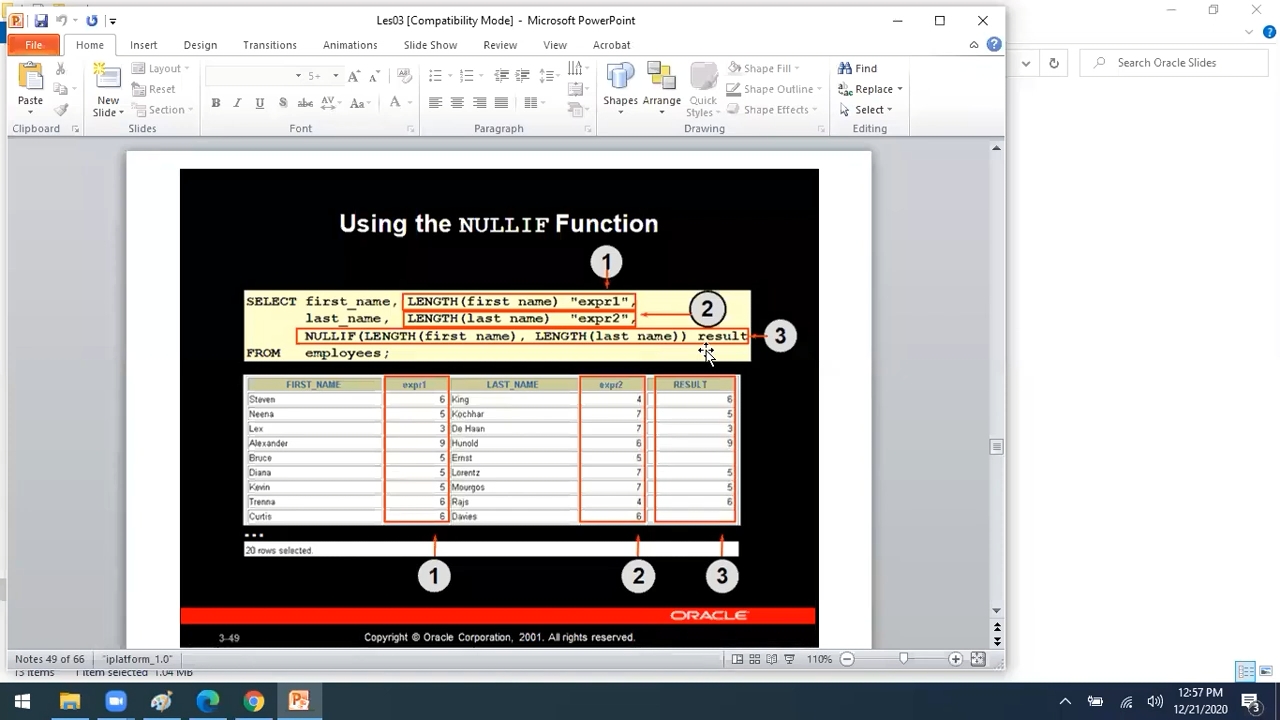 Les03 [Compatibility Mode] - Microsoft PowerPoint
File Home Insert Design Transitions Animations Slide Show Review View Acrobat
Search Oracle Slides
Paste
New Slide
Layout
Reset
Section
Shapes
Arrange
Quick Styles
Shape Fill
Shape Outline
Shape Effects
Find
Replace
Select
Clipboard Slides Font Paragraph Drawing Editing
Using the NULLIF Function
1
SELECT first_name, LENGTH(first_name) "expr1",
2
last_name, LENGTH(last_name) "expr2",
NULLIF(LENGTH(first_name), LENGTH(last_name)) result
3
FROM employees;
FIRST_NAME expr1 LAST_NAME expr2 RESULT
Steven 6 King 4 6
Neena 5 Kochhar 7 5
Lex 3 De Haan 7 3
Alexander 9 Hunold 6 9
Bruce 5 Ernst 5
Diana 5 Lorentz 7 5
Kevin 5 Mourgos 7 5
Trenna 6 Rajs 4 6
Curtis 6 Davies 6
...
20 rows selected.
1 2 3
ORACLE
3-49 Copyright © Oracle Corporation, 2001. All rights reserved.
Notes 49 of 66 "iplatform_1.0" 110%
13 items 1 item selected 1.04 MB
12:57 PM
12/21/2020
3